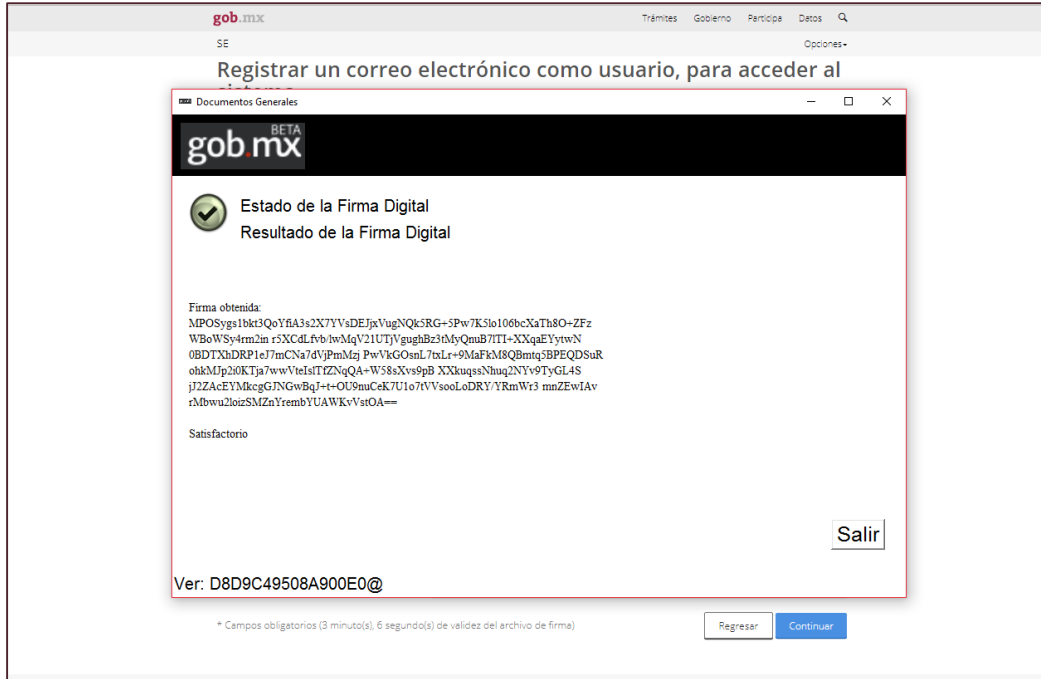 gob.mx
Trámites Gobierno Participa Datos
SE
Opciones
Registrar un correo electrónico como usuario, para acceder al
Documentos Generales
gob.mx BETA
Estado de la Firma Digital
Resultado de la Firma Digital
Firma obtenida:
MPOSygs1bkt3QoYfiA3s2X7YVsDEJjxVugNQk5RG+5Pw7K5lo106bcXaTh8O+ZFz
WBoWSy4rm2in r5XCdLfvb/lwMqV21UTjVgughBz3tMyQnuB7lTI+XXqaEYytwN
0BDTXhDRP1eJ7mCNa7dVjPmMzj PwVkGOsnL7txLr+9MaFkM8QBmtq5BPEQDSuR
ohkMJp2i0KTja7wwVteIslTfZNqQA+W58sXvs9pB XXkuqssNhuq2NYv9TyGL4S
jJ2ZAcEYMkcgGJNGwBqJ+t+OU9nuCeK7U1o7tVVsooLoDRY/YRmWr3 mnZEwIAv
rMbwu2loizSMZnYrembYUAWKvVstOA==
Satisfactorio
Salir
Ver: D8D9C49508A900E0@
* Campos obligatorios (3 minuto(s), 6 segundo(s) de validez del archivo de firma)
Regresar
Continuar